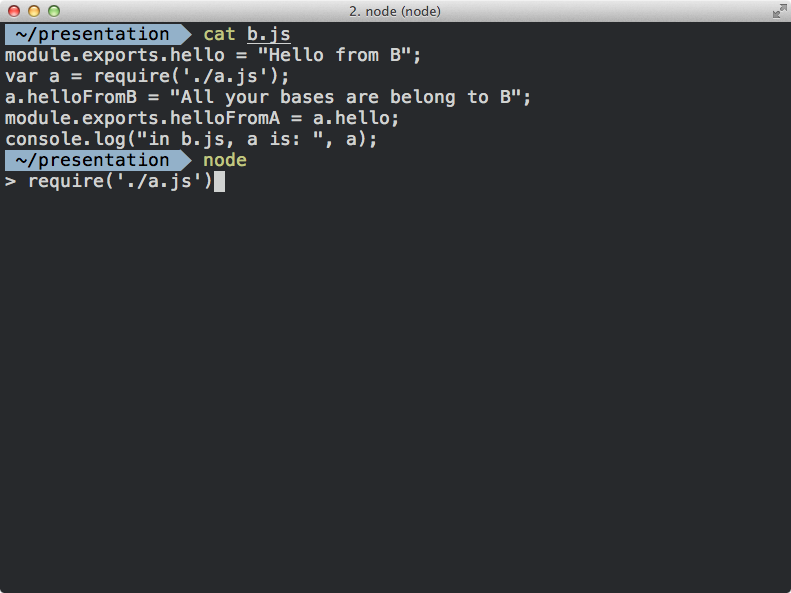 2. node (node)
~/presentation cat b.js
module.exports.hello = "Hello from B";
var a = require('./a.js');
a.helloFromB = "All your bases are belong to B";
module.exports.helloFromA = a.hello;
console.log("in b.js, a is: ", a);
~/presentation node
> require('./a.js')